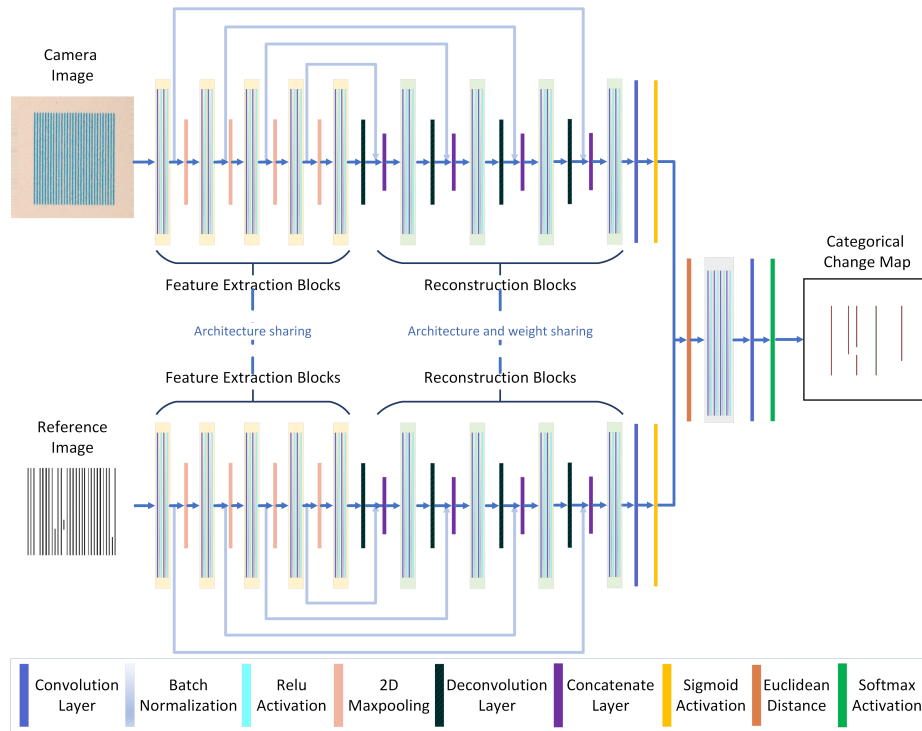 Camera
Image
Feature Extraction Blocks
Reconstruction Blocks
Categorical
Change Map
Architecture sharing
Architecture and weight sharing
Feature Extraction Blocks
Reconstruction Blocks
Reference
Image
Convolution
Layer
Batch
Normalization
Relu
Activation
2D
Maxpooling
Deconvolution
Layer
Concatenate
Layer
Sigmoid
Activation
Euclidean
Distance
Softmax
Activation